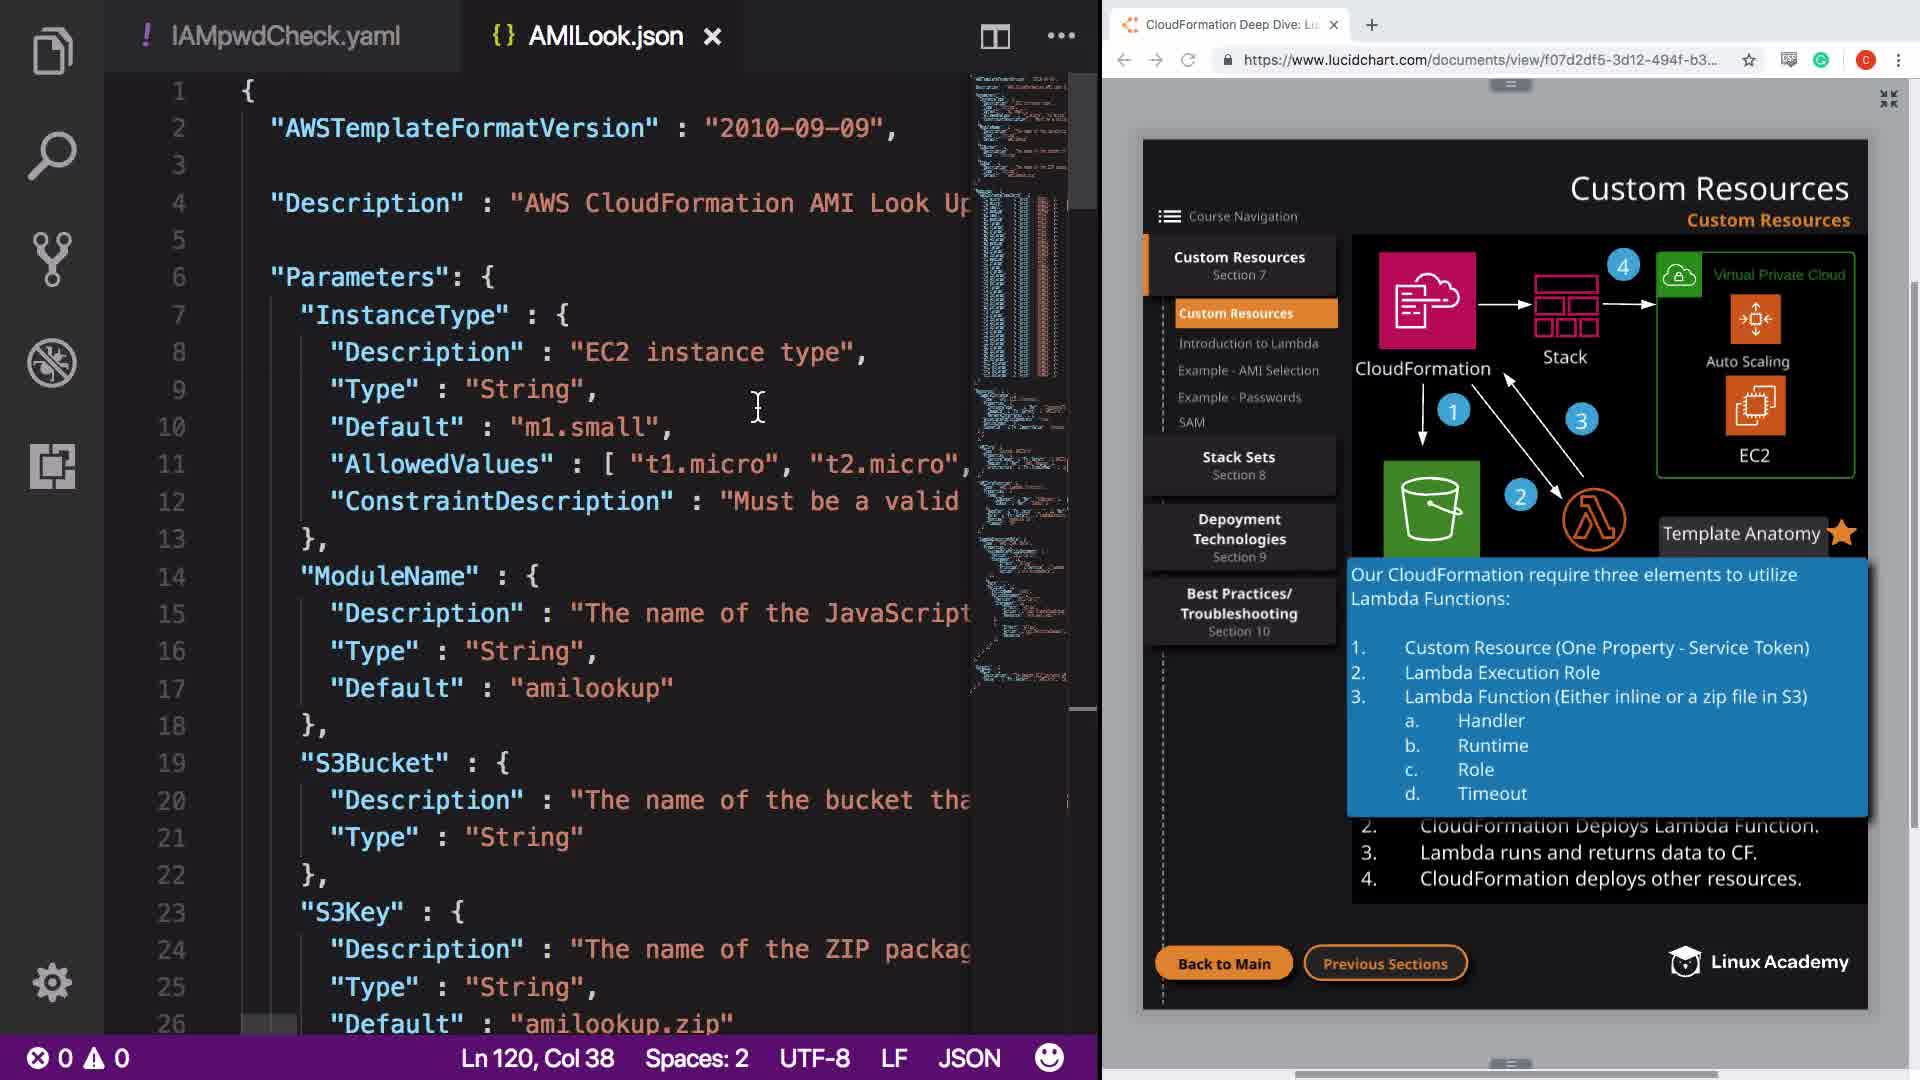 IAMpwdCheck.yaml
{} AMILook.json
1 {
2 "AWSTemplateFormatVersion" : "2010-09-09",
3
4 "Description" : "AWS CloudFormation AMI Look Up
5
6 "Parameters": {
7 "InstanceType" : {
8 "Description" : "EC2 instance type",
9 "Type" : "String",
10 "Default" : "m1.small",
11 "AllowedValues" : [ "t1.micro", "t2.micro",
12 "ConstraintDescription" : "Must be a valid
13 },
14 "ModuleName" : {
15 "Description" : "The name of the JavaScript
16 "Type" : "String",
17 "Default" : "amilookup"
18 },
19 "S3Bucket" : {
20 "Description" : "The name of the bucket tha
21 "Type" : "String"
22 },
23 "S3Key" : {
24 "Description" : "The name of the ZIP packag
25 "Type" : "String",
26 "Default" : "amilookup.zip"
0 0
Ln 120, Col 38 Spaces: 2 UTF-8 LF JSON
CloudFormation Deep Dive: Lu
https://www.lucidchart.com/documents/view/f07d2df5-3d12-494f-b3...
C
Custom Resources
Custom Resources
Course Navigation
Custom Resources
Section 7
Custom Resources
Introduction to Lambda
Example - AMI Selection
Example - Passwords
SAM
Stack Sets
Section 8
Depoyment
Technologies
Section 9
Best Practices/
Troubleshooting
Section 10
4
Virtual Private Cloud
Stack
Auto Scaling
CloudFormation
1
3
EC2
2
Template Anatomy
Our CloudFormation require three elements to utilize
Lambda Functions:
1. Custom Resource (One Property - Service Token)
2. Lambda Execution Role
3. Lambda Function (Either inline or a zip file in S3)
a. Handler
b. Runtime
c. Role
d. Timeout
2. CloudFormation Deploys Lambda Function.
3. Lambda runs and returns data to CF.
4. CloudFormation deploys other resources.
Back to Main
Previous Sections
Linux Academy